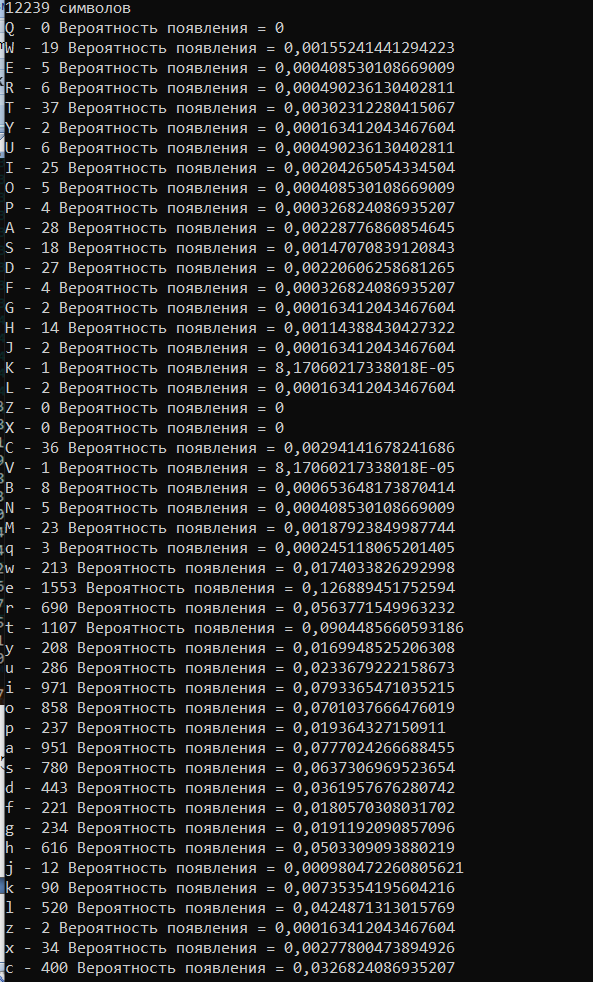 12239 символов
Q - 0 Вероятность появления = 0
W - 19 Вероятность появления = 0,00155241441294223
E - 5 Вероятность появления = 0,000408530108669009
R - 6 Вероятность появления = 0,000490236130402811
T - 37 Вероятность появления = 0,00302312280415067
Y - 2 Вероятность появления = 0,000163412043467604
U - 6 Вероятность появления = 0,000490236130402811
I - 25 Вероятность появления = 0,00204265054334504
O - 5 Вероятность появления = 0,000408530108669009
P - 4 Вероятность появления = 0,000326824086935207
A - 28 Вероятность появления = 0,00228776860854645
S - 18 Вероятность появления = 0,00147070839120843
D - 27 Вероятность появления = 0,00220606258681265
F - 4 Вероятность появления = 0,000326824086935207
G - 2 Вероятность появления = 0,000163412043467604
H - 14 Вероятность появления = 0,00114388430427322
J - 2 Вероятность появления = 0,000163412043467604
K - 1 Вероятность появления = 8,17060217338018E-05
L - 2 Вероятность появления = 0,000163412043467604
Z - 0 Вероятность появления = 0
X - 0 Вероятность появления = 0
C - 36 Вероятность появления = 0,00294141678241686
V - 1 Вероятность появления = 8,17060217338018E-05
B - 8 Вероятность появления = 0,000653648173870414
N - 5 Вероятность появления = 0,000408530108669009
M - 23 Вероятность появления = 0,00187923849987744
q - 3 Вероятность появления = 0,000245118065201405
w - 213 Вероятность появления = 0,0174033826292998
e - 1553 Вероятность появления = 0,126889451752594
r - 690 Вероятность появления = 0,0563771549963232
t - 1107 Вероятность появления = 0,0904485660593186
y - 208 Вероятность появления = 0,0169948525206308
u - 286 Вероятность появления = 0,0233679222158673
i - 971 Вероятность появления = 0,0793365471035215
o - 858 Вероятность появления = 0,0701037666476019
p - 237 Вероятность появления = 0,019364327150911
a - 951 Вероятность появления = 0,0777024266688455
s - 780 Вероятность появления = 0,0637306969523654
d - 443 Вероятность появления = 0,0361957676280742
f - 221 Вероятность появления = 0,0180570308031702
g - 234 Вероятность появления = 0,0191192090857096
h - 616 Вероятность появления = 0,0503309093880219
j - 12 Вероятность появления = 0,000980472260805621
k - 90 Вероятность появления = 0,00735354195604216
l - 520 Вероятность появления = 0,0424871313015769
z - 2 Вероятность появления = 0,000163412043467604
x - 34 Вероятность появления = 0,00277800473894926
c - 400 Вероятность появления = 0,0326824086935207